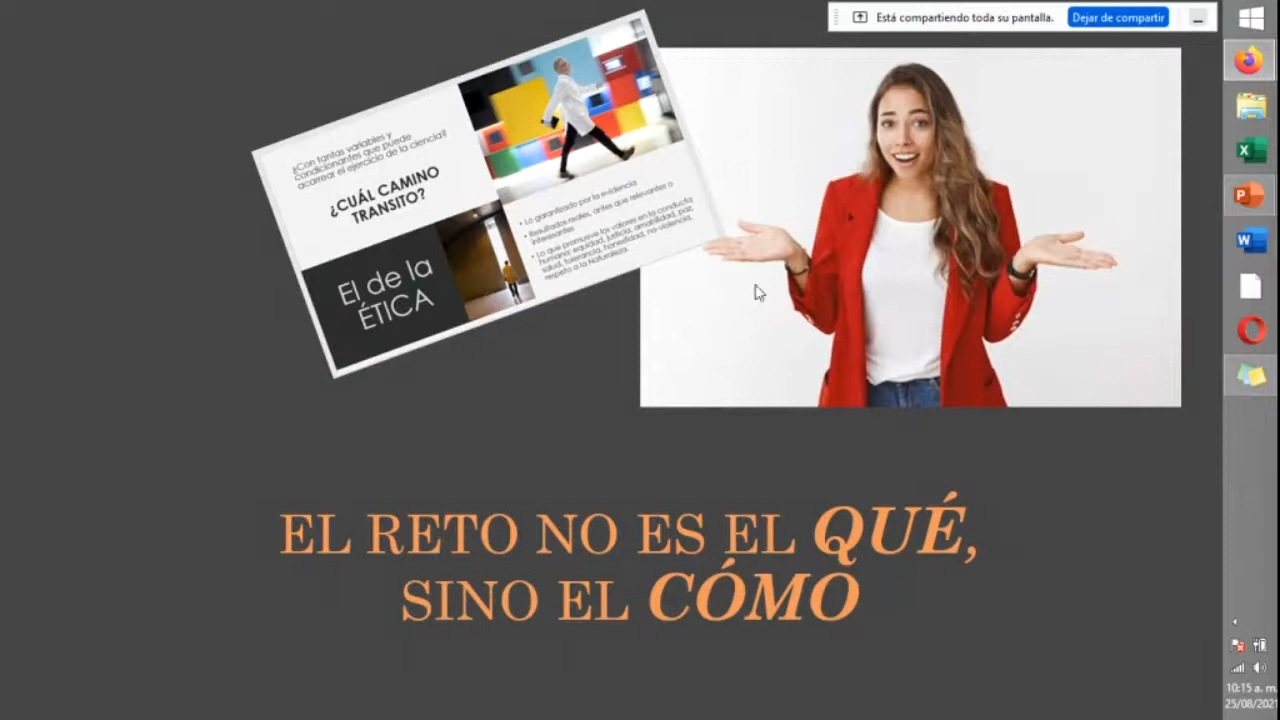 Está compartiendo toda su pantalla.
Dejar de compartir
¿Con tantas variables y
condicionantes que puede
acarrear el ejercicio de la ciencia?
¿CUÁL CAMINO
TRANSITO?
El de la
ÉTICA
• Lo garantizado por la evidencia
• Resultados reales, antes que relevantes o
interesantes
• Lo que promueve los valores en la conducta
humana: equidad, justicia, amabilidad, paz,
salud, tolerancia, honestidad, no-violencia,
respeto a la Naturaleza.
EL RETO NO ES EL QUÉ,
SINO EL CÓMO
10:15 a. m.
25/08/202